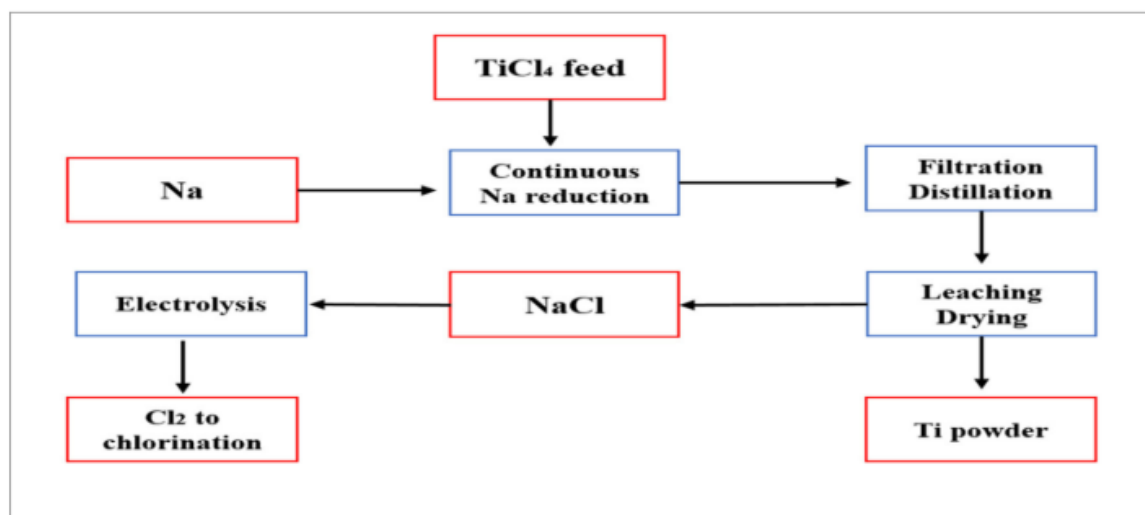 TiCl₄ feed
Na
Continuous
Na reduction
Filtration
Distillation
Electrolysis
NaCl
Leaching
Drying
Cl₂ to
chlorination
Ti powder